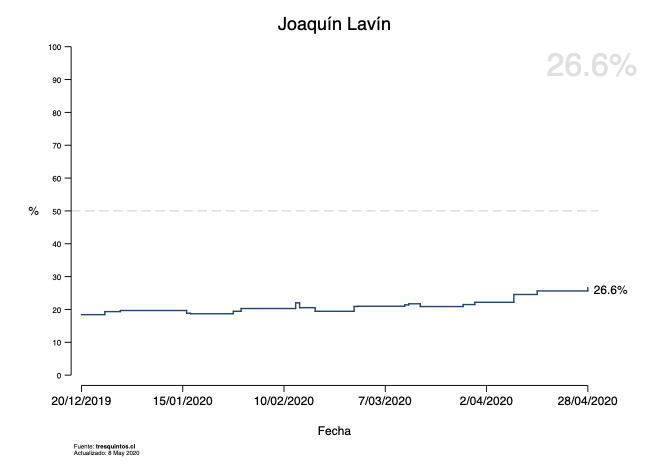 Joaquín Lavín
26.6%
100
90
80
70
60
50
40
30
20
10
0
%
26.6%
20/12/2019 15/01/2020 10/02/2020 7/03/2020 2/04/2020 28/04/2020
Fecha
Fuente: tresquintos.cl
Actualizado: 8 May 2020